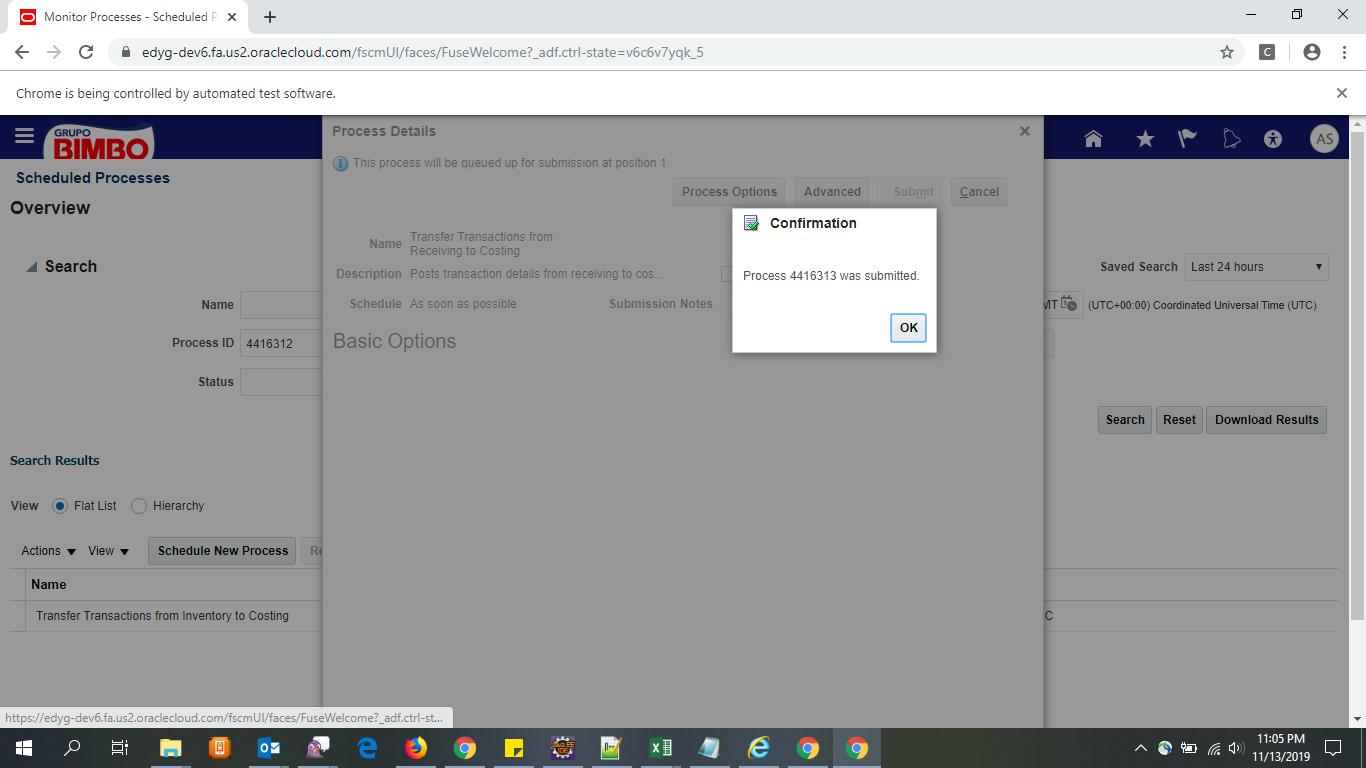 Monitor Processes - Scheduled P
edyg-dev6.fa.us2.oraclecloud.com/fscmUI/faces/FuseWelcome?_adf.ctrl-state=v6c6v7yqk_5
C
Chrome is being controlled by automated test software.
GRUPO
BIMBO
AS
Process Details
This process will be queued up for submission at position 1
Process Options
Advanced
Submit
Cancel
Scheduled Processes
Overview
Search
Confirmation
Process 4416313 was submitted.
OK
Name Transfer Transactions from
Receiving to Costing
Description Posts transaction details from receiving to cos...
Schedule As soon as possible
Submission Notes
Basic Options
Saved Search Last 24 hours
Name
MT (UTC+00:00) Coordinated Universal Time (UTC)
Process ID 4416312
Status
Search
Reset
Download Results
Search Results
View Flat List Hierarchy
Actions View Schedule New Process Re
Name
Transfer Transactions from Inventory to Costing
C
https://edyg-dev6.fa.us2.oraclecloud.com/fscmUI/faces/FuseWelcome?_adf.ctrl-st...
11:05 PM
11/13/2019